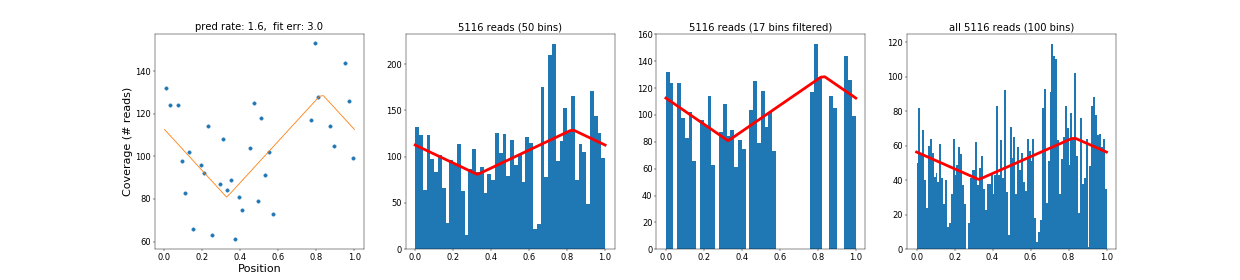 pred rate: 1.6,  fit err: 3.0
Coverage (# reads)
140
120
100
80
60
0.0 0.2 0.4 0.6 0.8 1.0
Position
5116 reads (50 bins)
200
150
100
50
0
0.0 0.2 0.4 0.6 0.8 1.0
5116 reads (17 bins filtered)
160
140
120
100
80
60
40
20
0
0.0 0.2 0.4 0.6 0.8 1.0
all 5116 reads (100 bins)
120
100
80
60
40
20
0
0.0 0.2 0.4 0.6 0.8 1.0